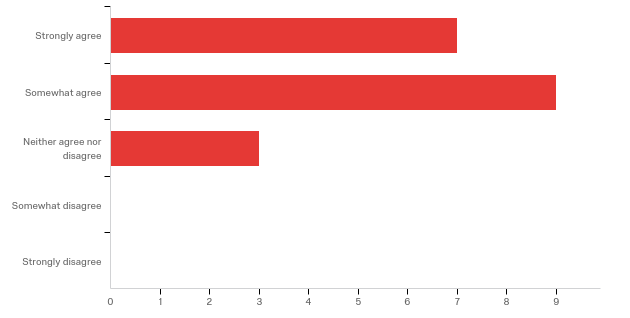 Strongly agree
Somewhat agree
Neither agree nor
disagree
Somewhat disagree
Strongly disagree
0 1 2 3 4 5 6 7 8 9